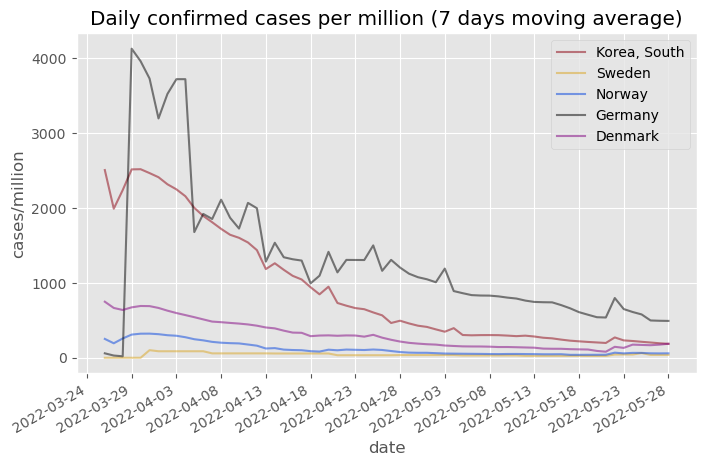 Daily confirmed cases per million (7 days moving average)
Korea, South
Sweden
Norway
Germany
Denmark
4000
3000
2000
1000
0
cases/million
2022-03-24
2022-03-29
2022-04-03
2022-04-08
2022-04-13
2022-04-18
2022-04-23
2022-04-28
2022-05-03
2022-05-08
2022-05-13
2022-05-18
2022-05-23
2022-05-28
date